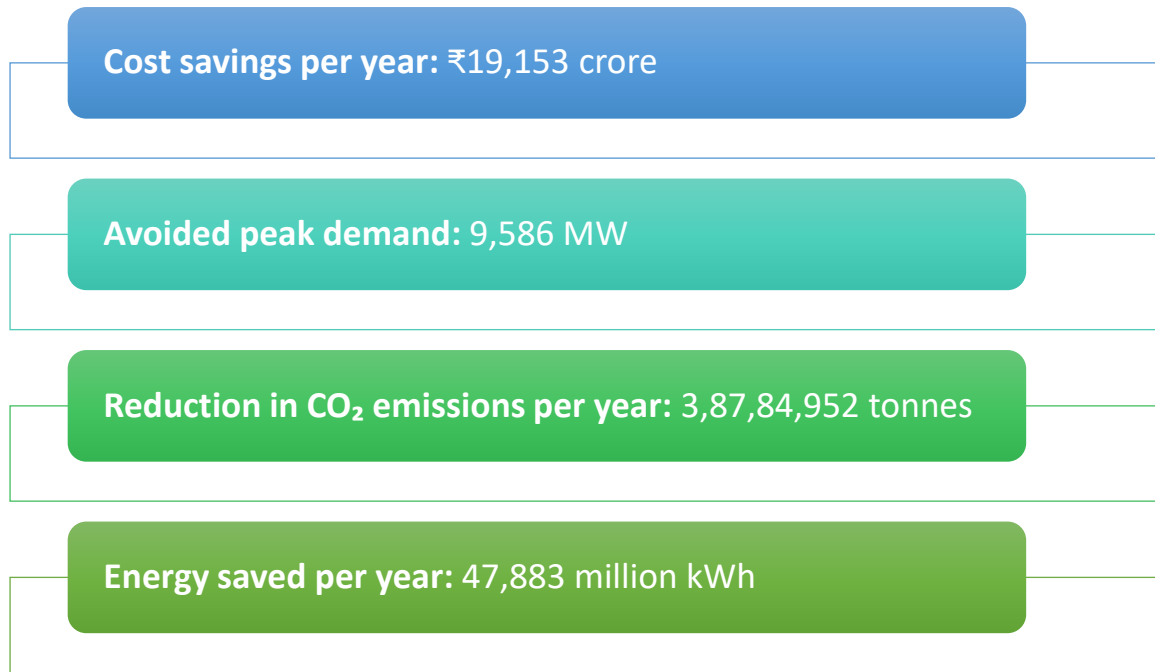 Cost savings per year: ₹19,153 crore
Avoided peak demand: 9,586 MW
Reduction in CO₂ emissions per year: 3,87,84,952 tonnes
Energy saved per year: 47,883 million kWh